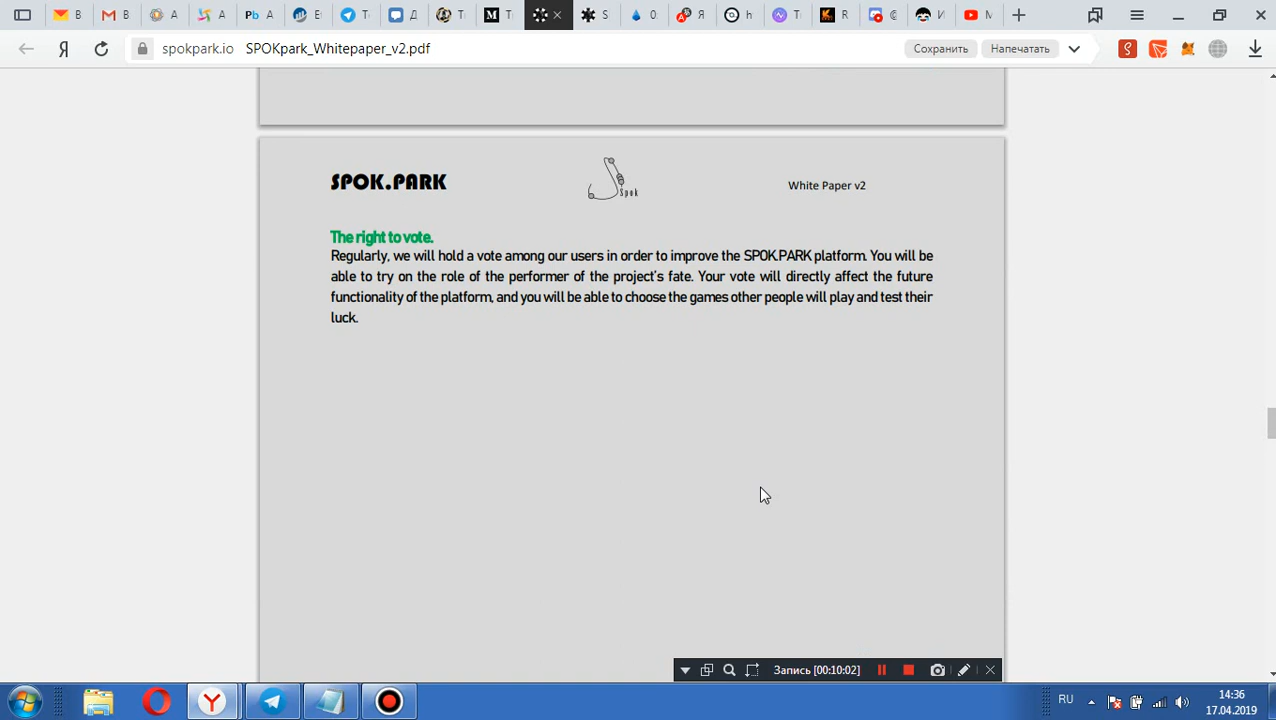 В
А
А
Pb
А
Е
Т
Д
Т
Т
S
0:
Я
h
Т
R
@
И
М
Я
spokpark.io SPOKpark_Whitepaper_v2.pdf
Сохранить
Напечатать
SPOK.PARK
Spok
White Paper v2
The right to vote.
Regularly, we will hold a vote among our users in order to improve the SPOK.PARK platform. You will be
able to try on the role of the performer of the project's fate. Your vote will directly affect the future
functionality of the platform, and you will be able to choose the games other people will play and test their
luck.
Запись [00:10:02]
RU
14:36
17.04.2019